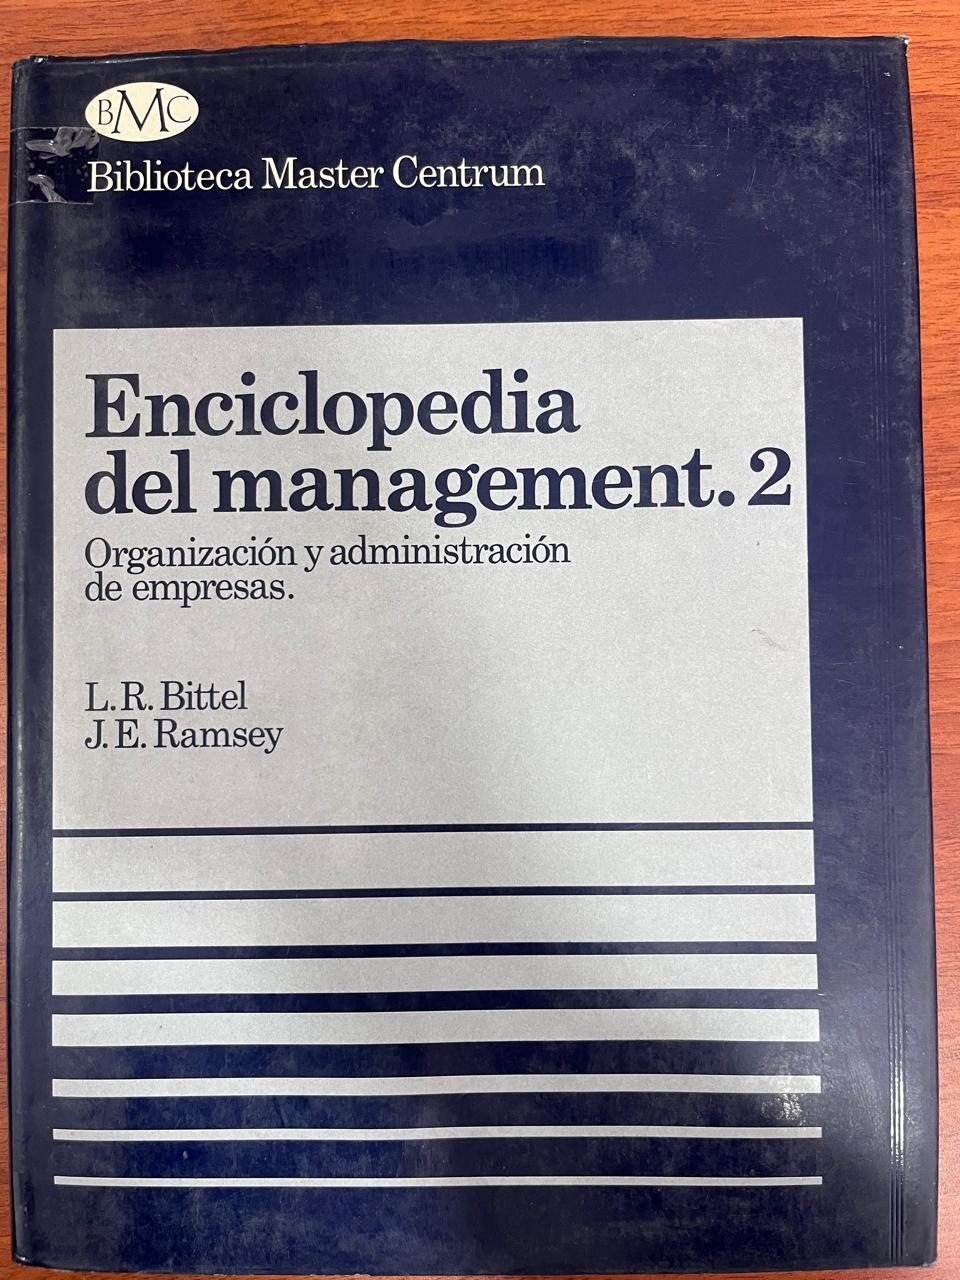 BMC
Biblioteca Master Centrum
Enciclopedia
del management. 2
Organización y administración
de empresas.
L. R. Bittel
J. E. Ramsey